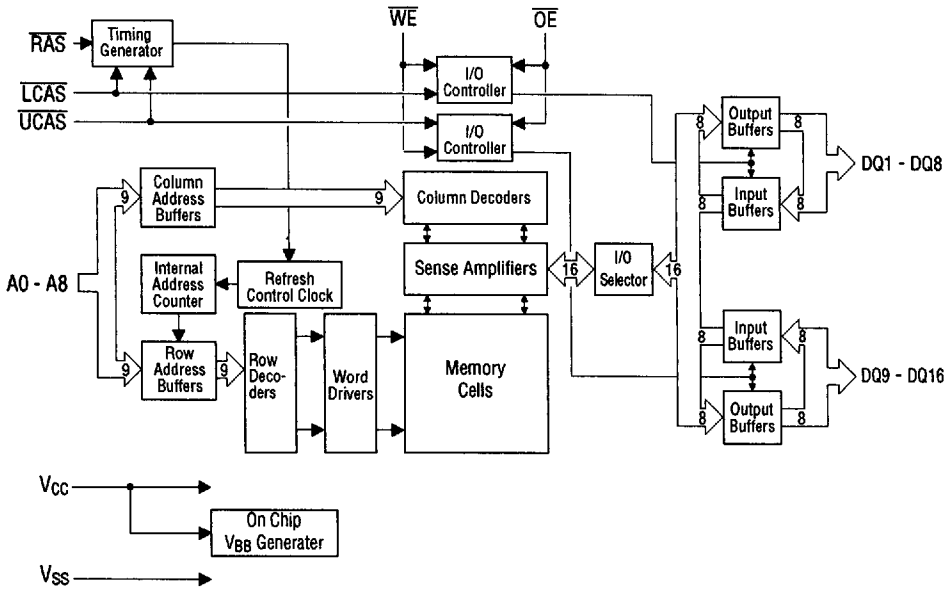 WE
OE
RAS
Timing
Generator
LCAS
UCAS
I/O
Controller
I/O
Controller
8
Output
Buffers
8
DQ1 - DQ8
8
Input
Buffers
8
9
Column
Address
Buffers
9
Column Decoders
A0 - A8
Internal
Address
Counter
Refresh
Control Clock
Sense Amplifiers
16
I/O
Selector
16
9
Row
Address
Buffers
9
Row
Deco-
ders
Word
Drivers
Memory
Cells
8
Input
Buffers
8
DQ9 - DQ16
8
Output
Buffers
8
VCC
On Chip
VBB Generater
VSS